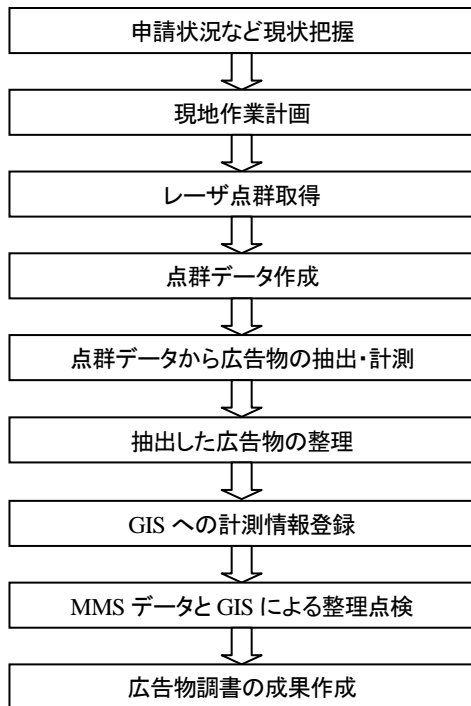 申請状況など現状把握
現地作業計画
レーザ点群取得
点群データ作成
点群データから広告物の抽出・計測
抽出した広告物の整理
GIS への計測情報登録
MMS データと GIS による整理点検
広告物調書の成果作成